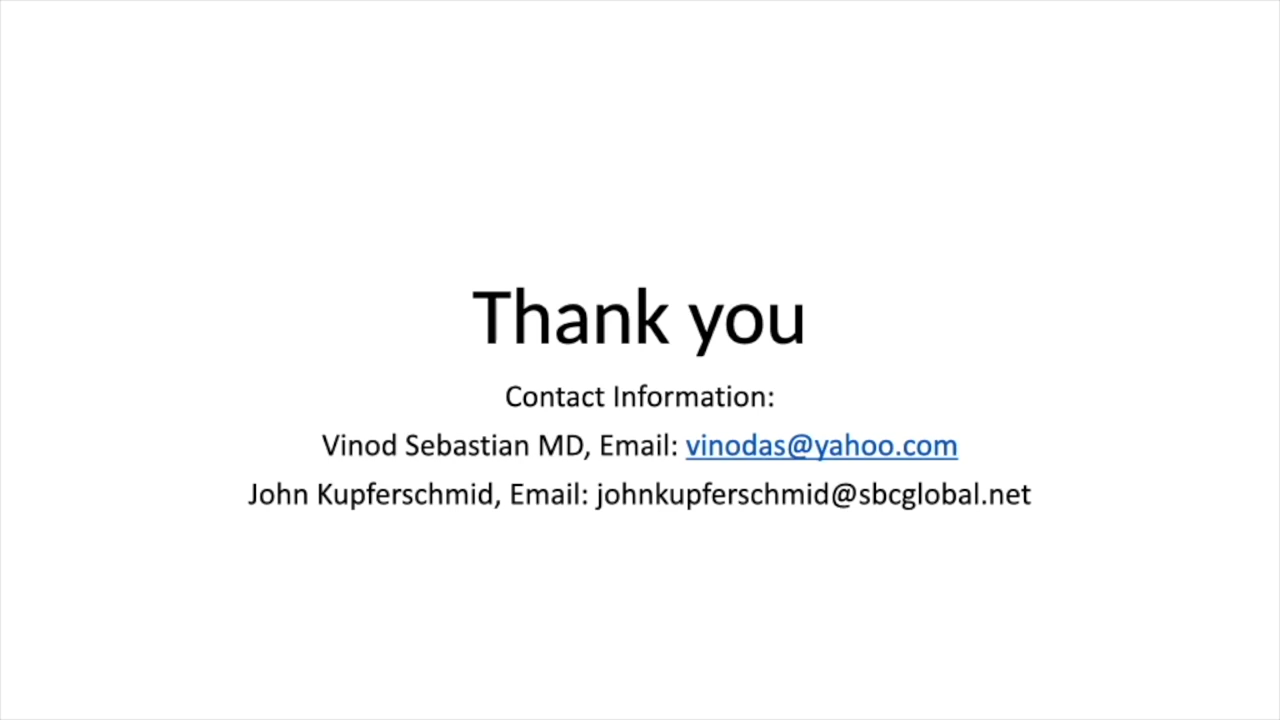 Thank you
Contact Information:
Vinod Sebastian MD, Email: vinodas@yahoo.com
John Kupferschmid, Email: johnkupferschmid@sbcglobal.net